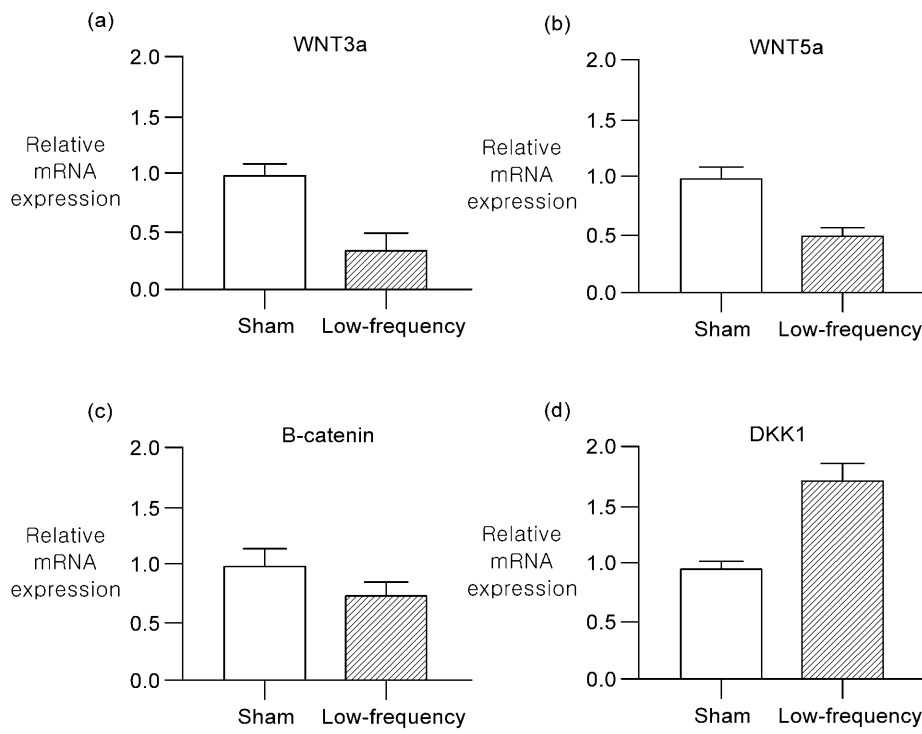 (a)
WNT3a
2.0
1.5
1.0
0.5
0.0
Relative
mRNA
expression
Sham
Low-frequency
(b)
WNT5a
2.0
1.5
1.0
0.5
0.0
Relative
mRNA
expression
Sham
Low-frequency
(c)
B-catenin
2.0
1.5
1.0
0.5
0.0
Relative
mRNA
expression
Sham
Low-frequency
(d)
DKK1
2.0
1.5
1.0
0.5
0.0
Relative
mRNA
expression
Sham
Low-frequency